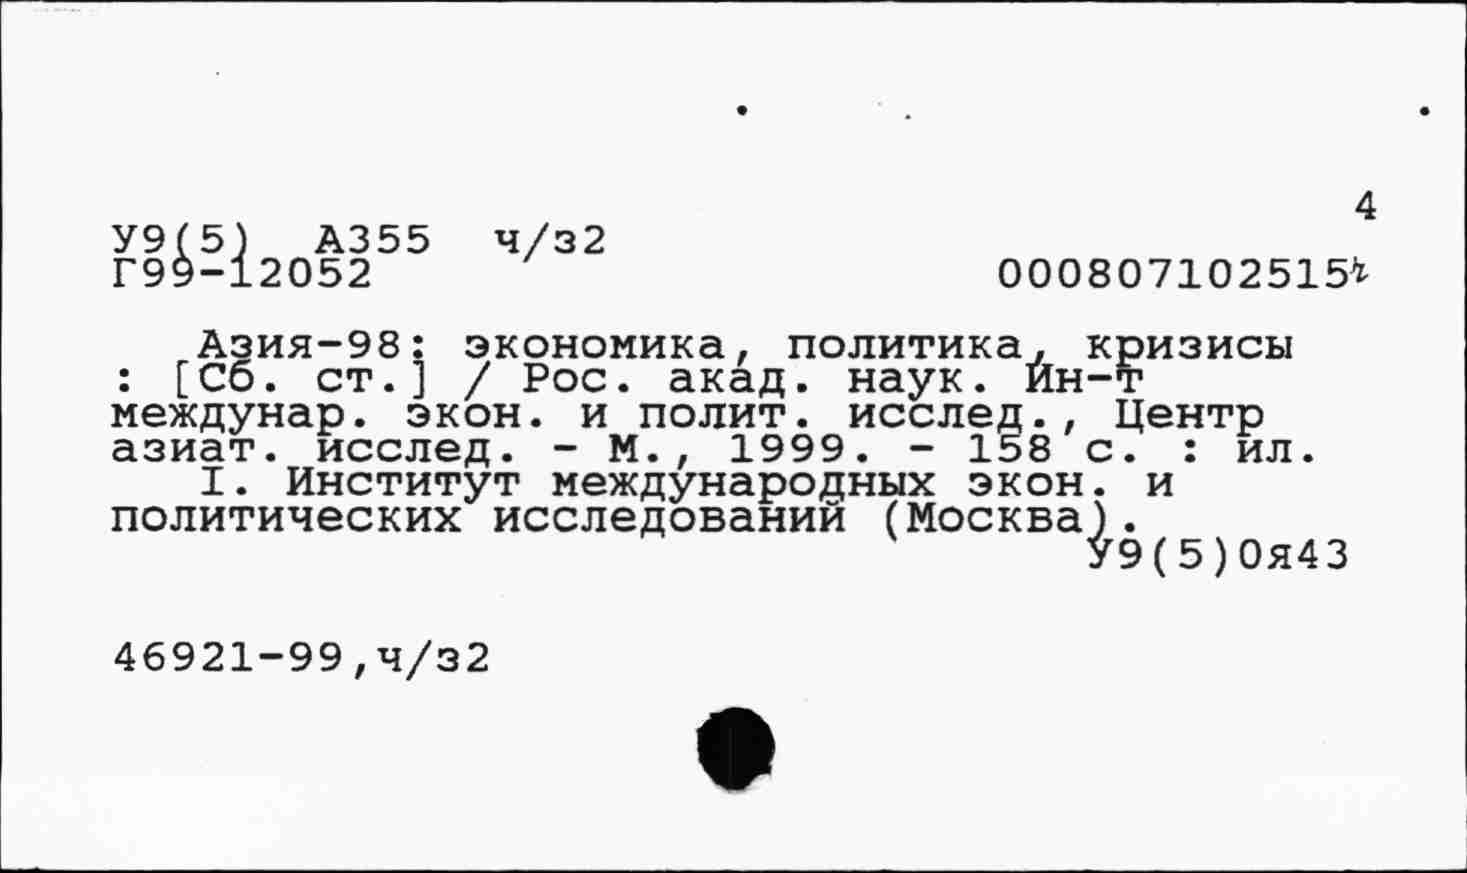 4
У9(5) А355 ч/з2
Г99-12052 000807102515
Азия-98: экономика, политика, кризисы
: [Сб. ст.] / Рос. акад. наук. Ин-т
междунар. экон. и полит. исслед., Центр
азиат. исслед. - М., 1999. - 158 с. : ил.
I. Институт международных экон. и
политических исследований (Москва).
У9(5)0я43
46921-99,ч/з2